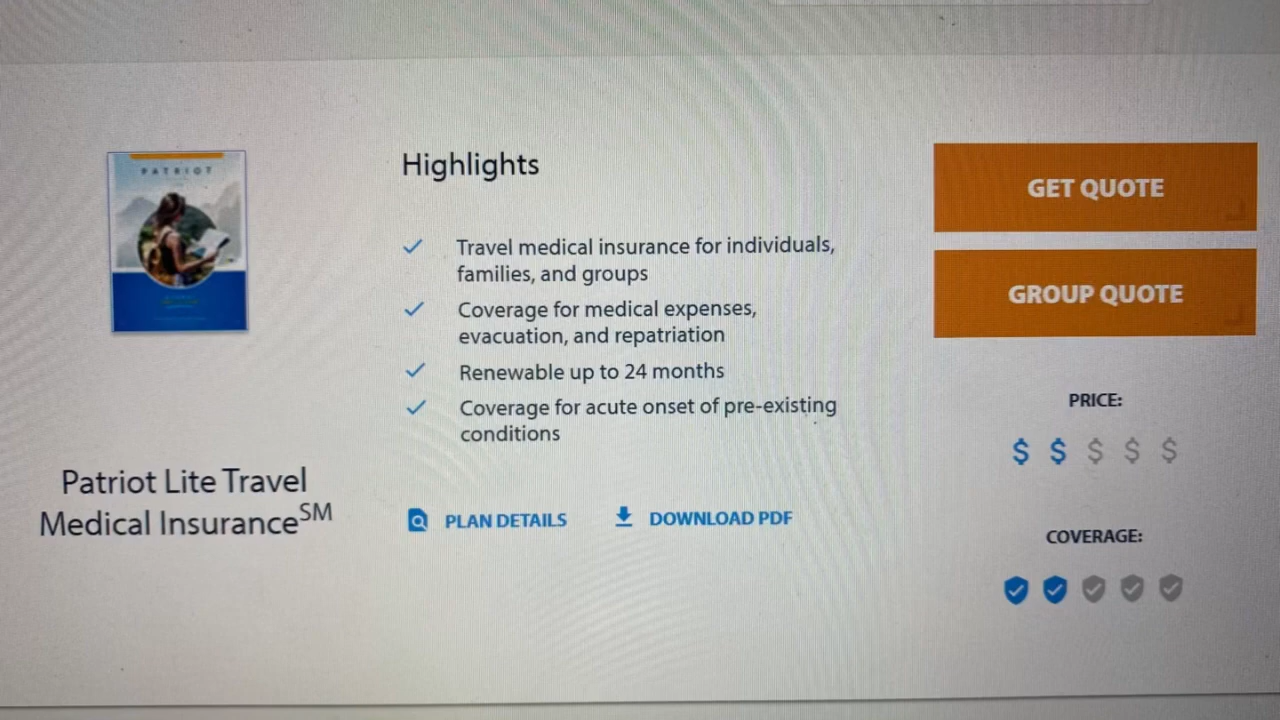 PATRIOT
Patriot Lite Travel
Medical Insurance℠
Highlights
Travel medical insurance for individuals,
families, and groups
Coverage for medical expenses,
evacuation, and repatriation
Renewable up to 24 months
Coverage for acute onset of pre-existing
conditions
PLAN DETAILS
DOWNLOAD PDF
GET QUOTE
GROUP QUOTE
PRICE:
$ $ $ $ $
COVERAGE: